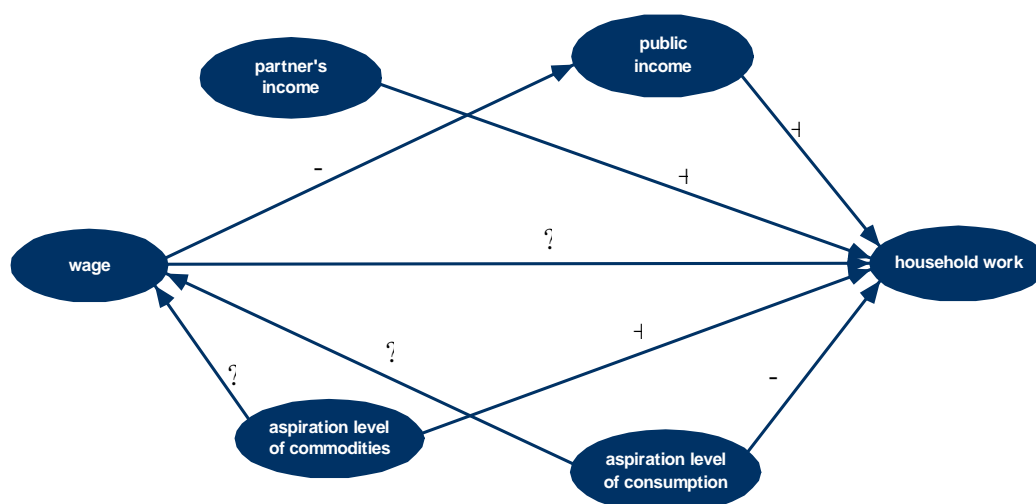 public
income
partner's
income
+
-
+
?
wage
household work
+
?
?
-
aspiration level
of commodities
aspiration level
of consumption